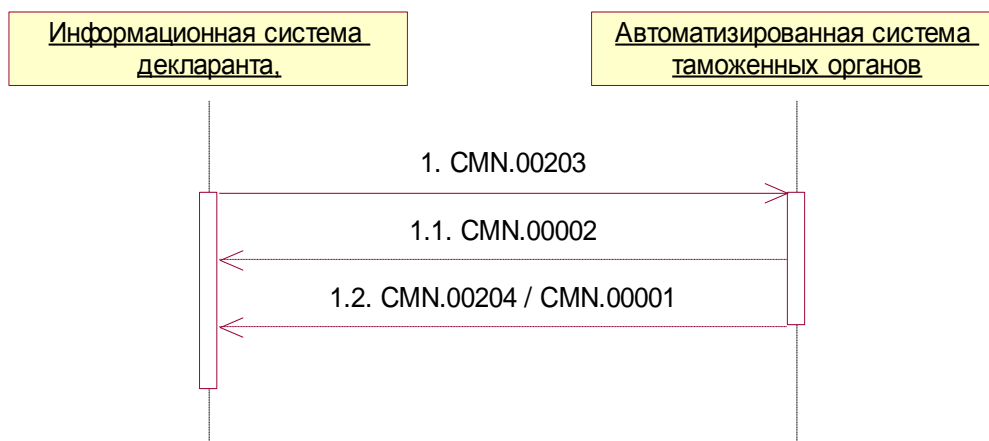 Информационная система
декларанта,
Автоматизированная система
таможенных органов
1. CMN.00203
1.1. CMN.00002
1.2. CMN.00204 / CMN.00001